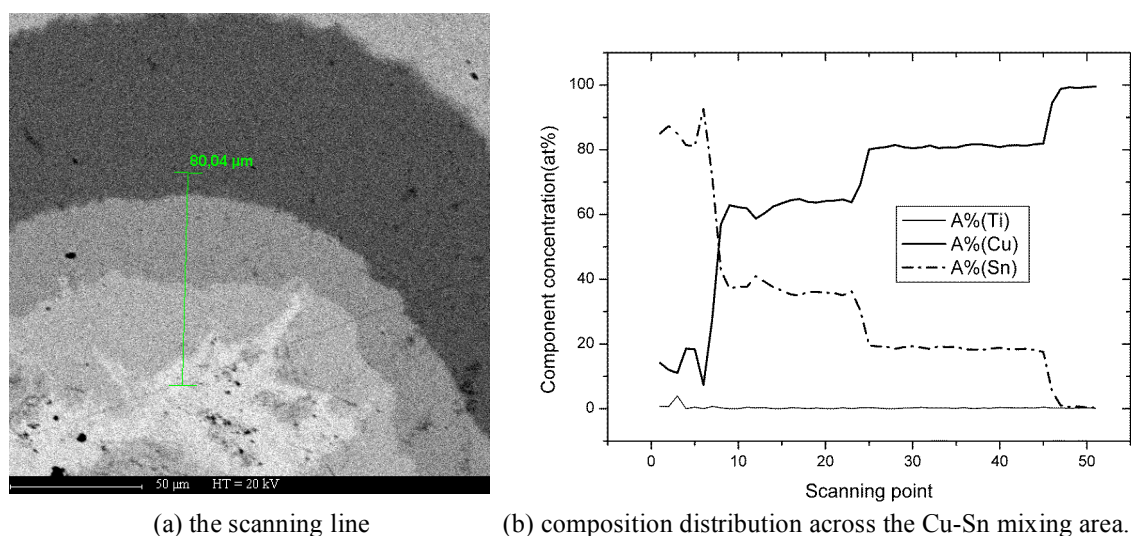 80,04 µm
50 µm HT = 20 kV
100
80
60
40
20
0
Component concentration(at%)
A%(Ti)
A%(Cu)
A%(Sn)
0 10 20 30 40 50
Scanning point
(a) the scanning line
(b) composition distribution across the Cu-Sn mixing area.